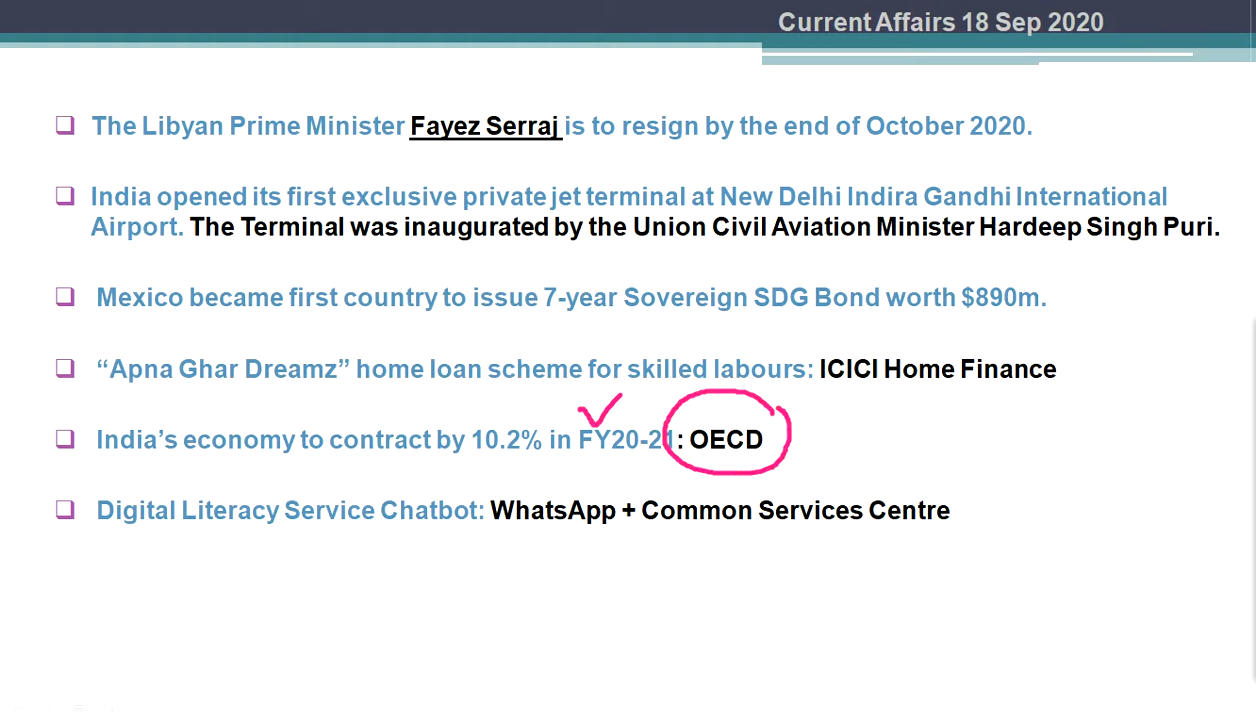 Current Affairs 18 Sep 2020
The Libyan Prime Minister Fayez Serraj is to resign by the end of October 2020.
India opened its first exclusive private jet terminal at New Delhi Indira Gandhi International
Airport. The Terminal was inaugurated by the Union Civil Aviation Minister Hardeep Singh Puri.
Mexico became first country to issue 7-year Sovereign SDG Bond worth $890m.
“Apna Ghar Dreamz” home loan scheme for skilled labours: ICICI Home Finance
India’s economy to contract by 10.2% in FY20-21: OECD
Digital Literacy Service Chatbot: WhatsApp + Common Services Centre